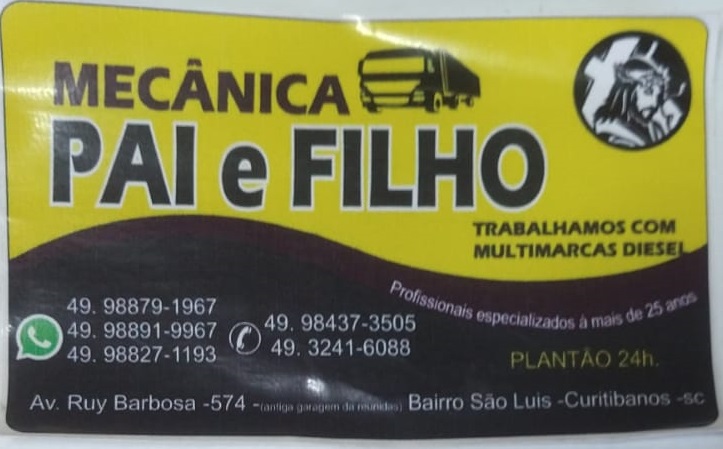 MECÂNICA
PAI e FILHO
TRABALHAMOS COM
MULTIMARCAS DIESEL
Profissionais especializados à mais de 25 anos
49. 98879-1967
49. 98891-9967
49. 98827-1193
49. 98437-3505
49. 3241-6088
PLANTÃO 24h.
Av. Ruy Barbosa -574 -(antiga garagem da reunidas) Bairro São Luis -Curitibanos -sc